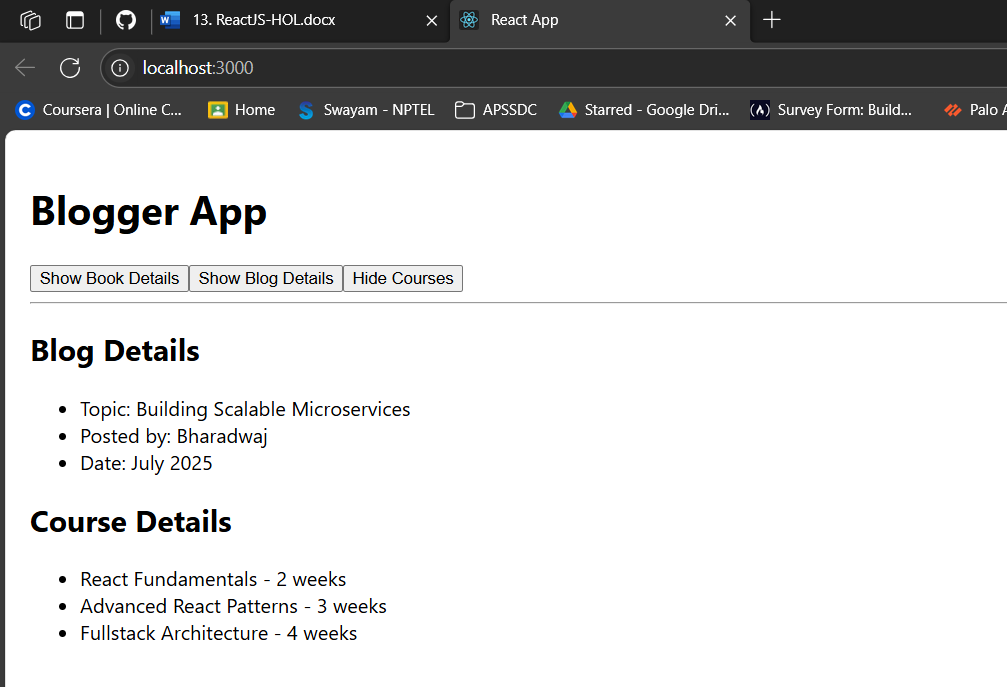 13. ReactJS-HOL.docx React App
localhost:3000
Coursera | Online C... Home Swayam - NPTEL APSSDC Starred - Google Dri... Survey Form: Build... Palo
Blogger App
Show Book Details Show Blog Details Hide Courses
Blog Details
Topic: Building Scalable Microservices
Posted by: Bharadwaj
Date: July 2025
Course Details
React Fundamentals - 2 weeks
Advanced React Patterns - 3 weeks
Fullstack Architecture - 4 weeks